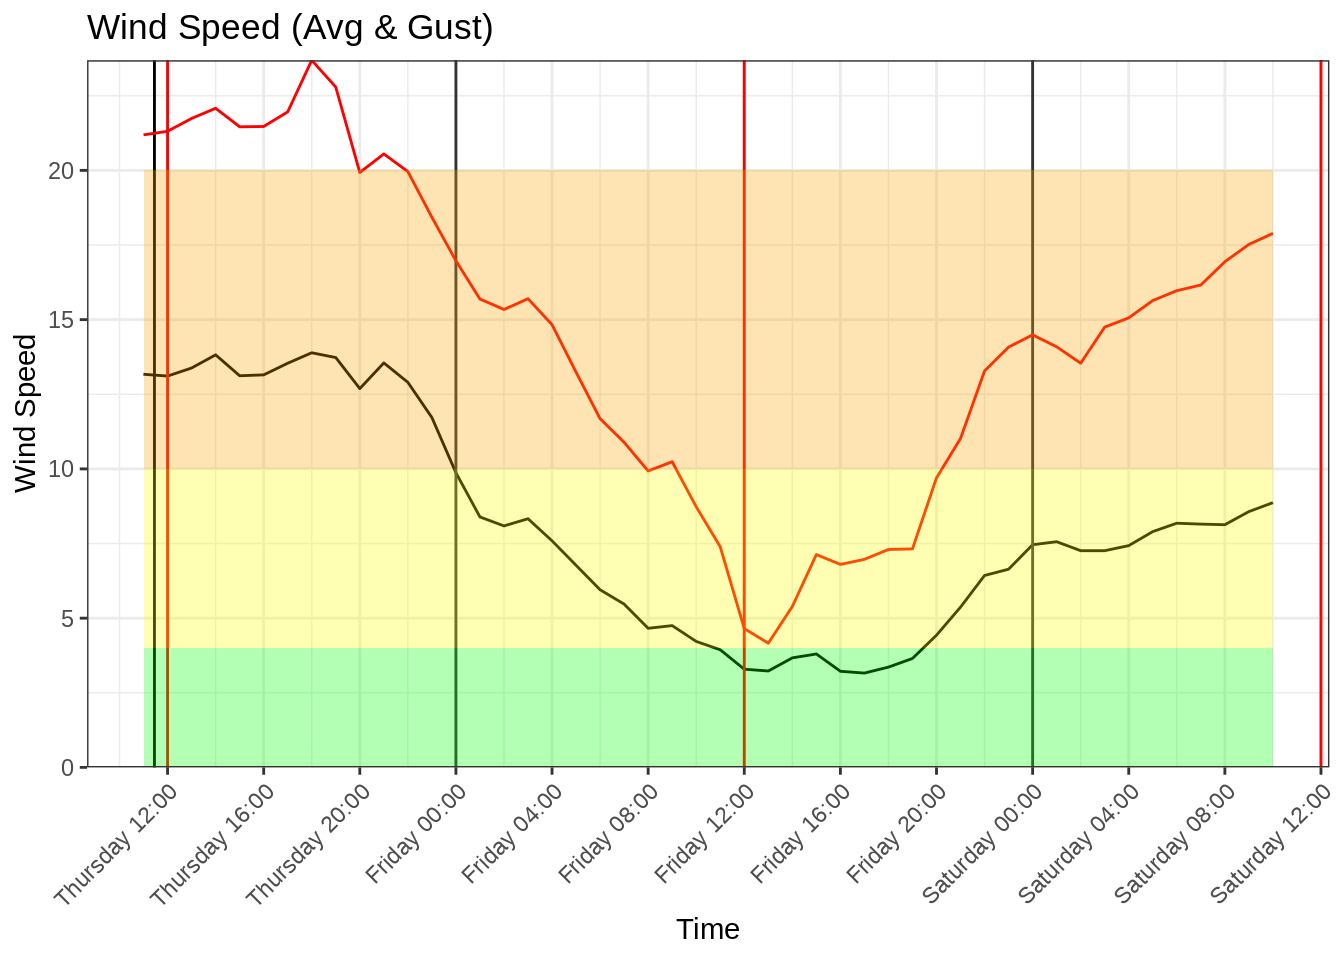 Wind Speed (Avg & Gust)
Wind Speed
20
15
10
5
0
Thursday 12:00
Thursday 16:00
Thursday 20:00
Friday 00:00
Friday 04:00
Friday 08:00
Friday 12:00
Friday 16:00
Friday 20:00
Saturday 00:00
Saturday 04:00
Saturday 08:00
Saturday 12:00
Time